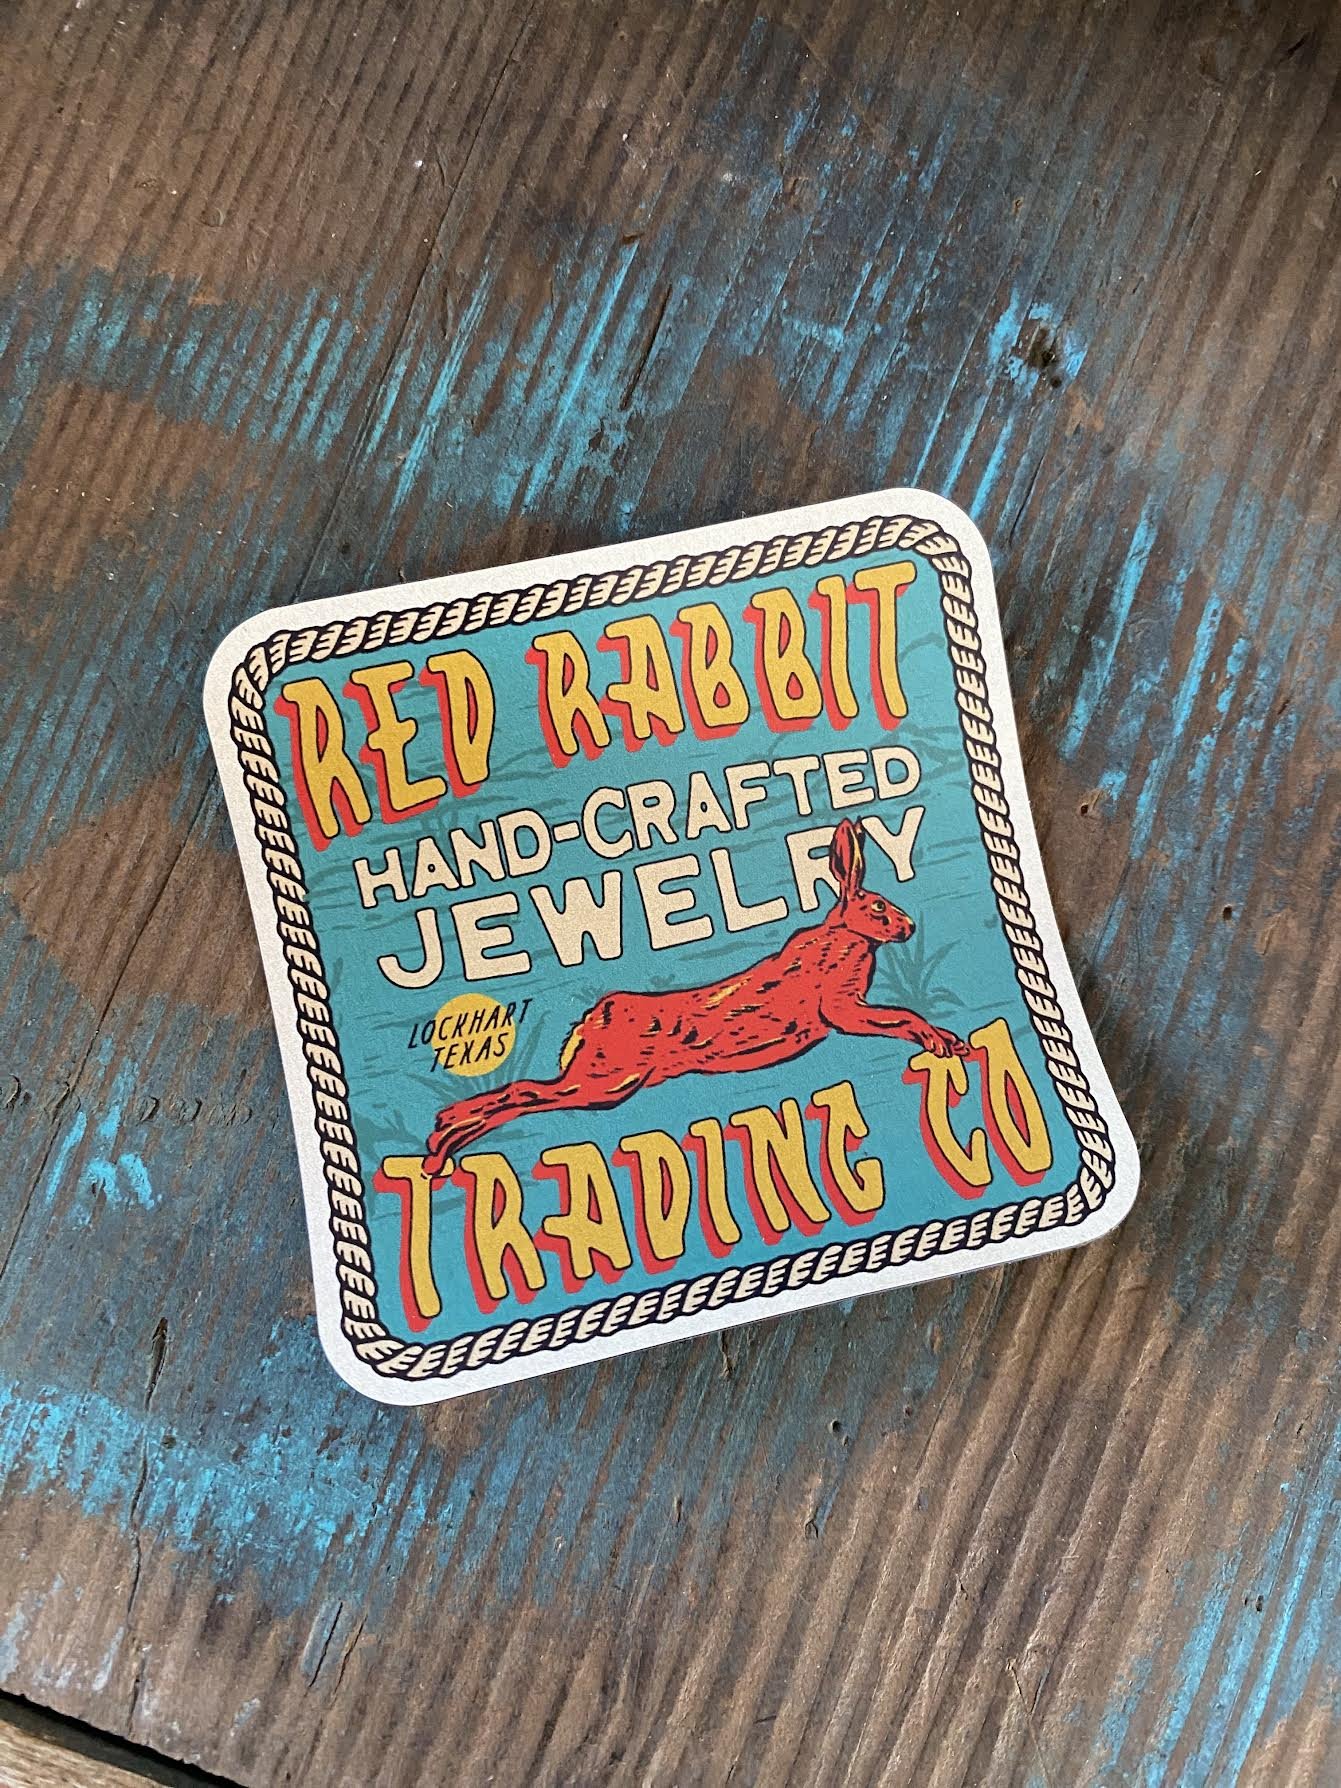 RED RABBIT
HAND-CRAFTED
JEWELRY
LOCKHART
TEXAS
TRADING CO